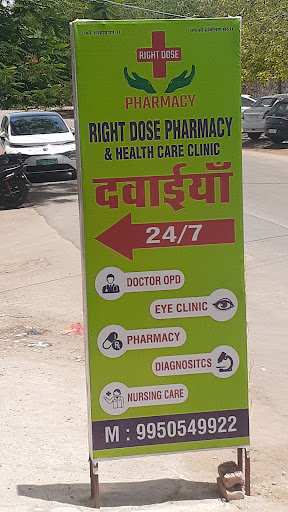 RIGHT DOSE
PHARMACY
RIGHT DOSE PHARMACY
& HEALTH CARE CLINIC
दवाईयाँ
24/7
DOCTOR OPD
EYE CLINIC
PHARMACY
Rx
DIAGNOSITCS
NURSING CARE
M : 9950549922